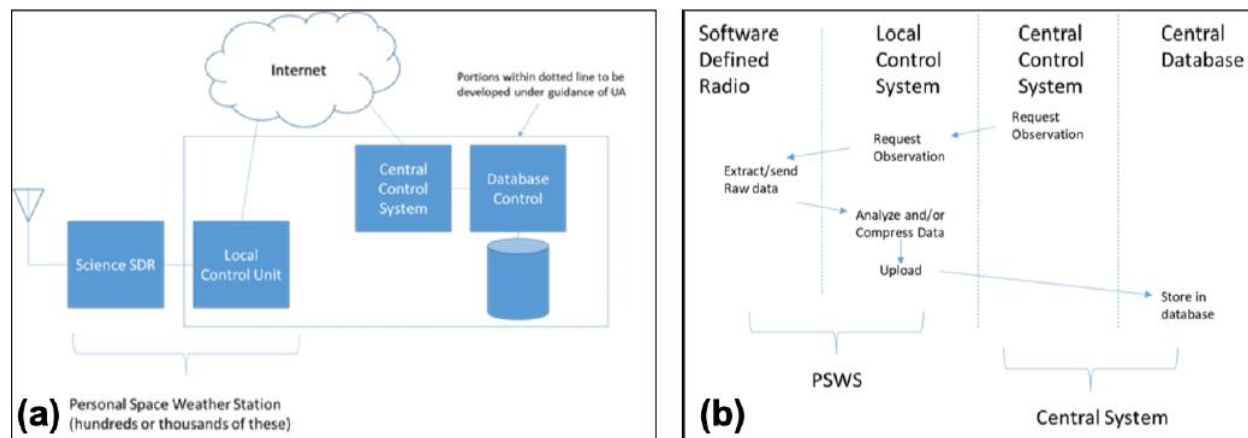 Internet
Portions within dotted line to be
developed under guidance of UA
Central
Control
System
Database
Control
Science SDR
Local
Control Unit
(a)
Personal Space Weather Station
(hundreds or thousands of these)
Software
Defined
Radio
Local
Control
System
Central
Control
System
Central
Database
Request
Observation
Request
Observation
Extract/send
Raw data
Analyze and/or
Compress Data
Upload
Store in
database
PSWS
Central System
(b)